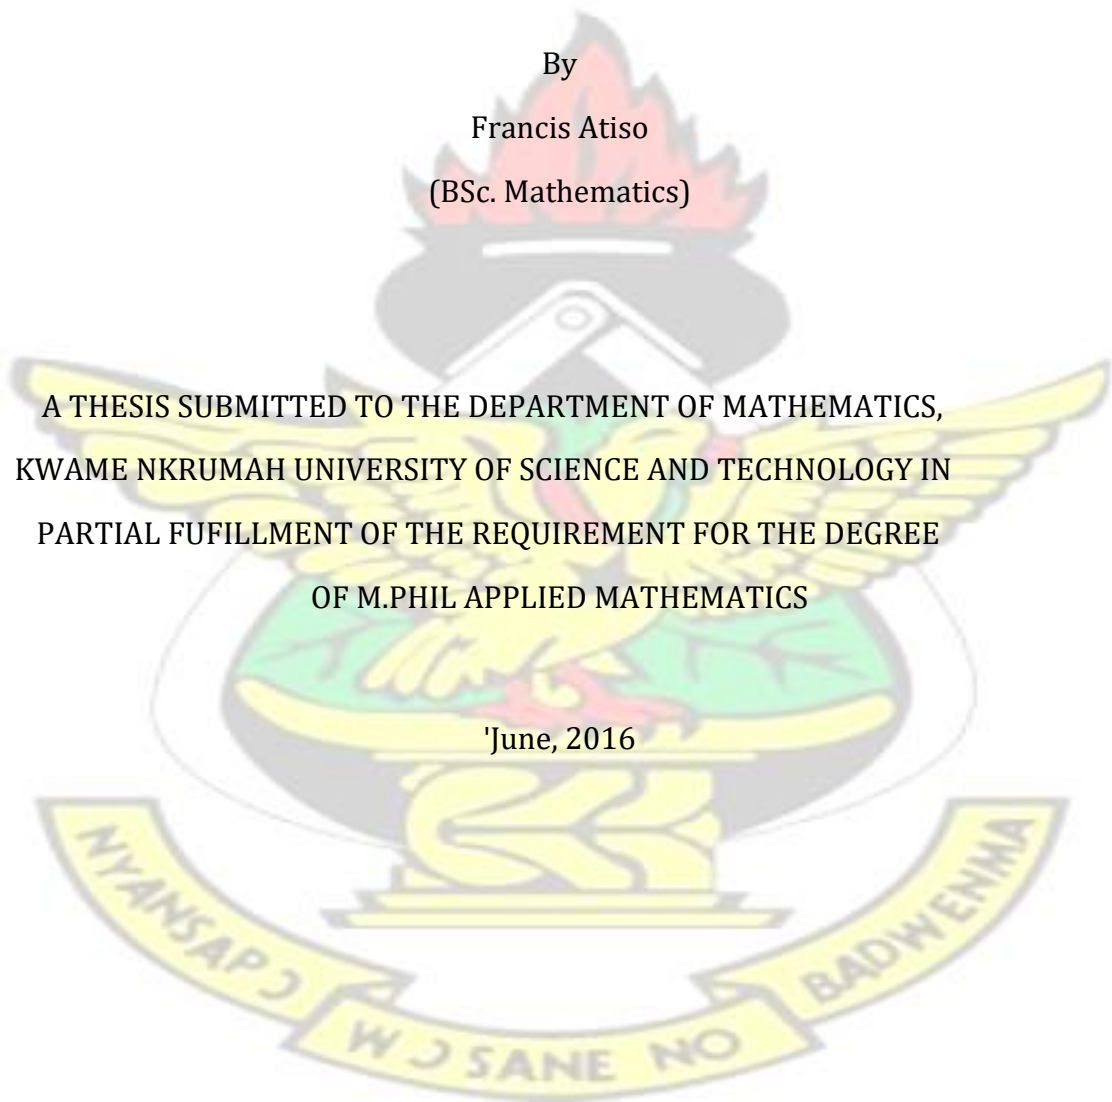 By
Francis Atiso
(BSc. Mathematics)
A THESIS SUBMITTED TO THE DEPARTMENT OF MATHEMATICS,
KWAME NKRUMAH UNIVERSITY OF SCIENCE AND TECHNOLOGY IN
PARTIAL FUFILLMENT OF THE REQUIREMENT FOR THE DEGREE
OF M.PHIL APPLIED MATHEMATICS
'June, 2016
NYANSAPƆ WƆSANE NO BADWENMA